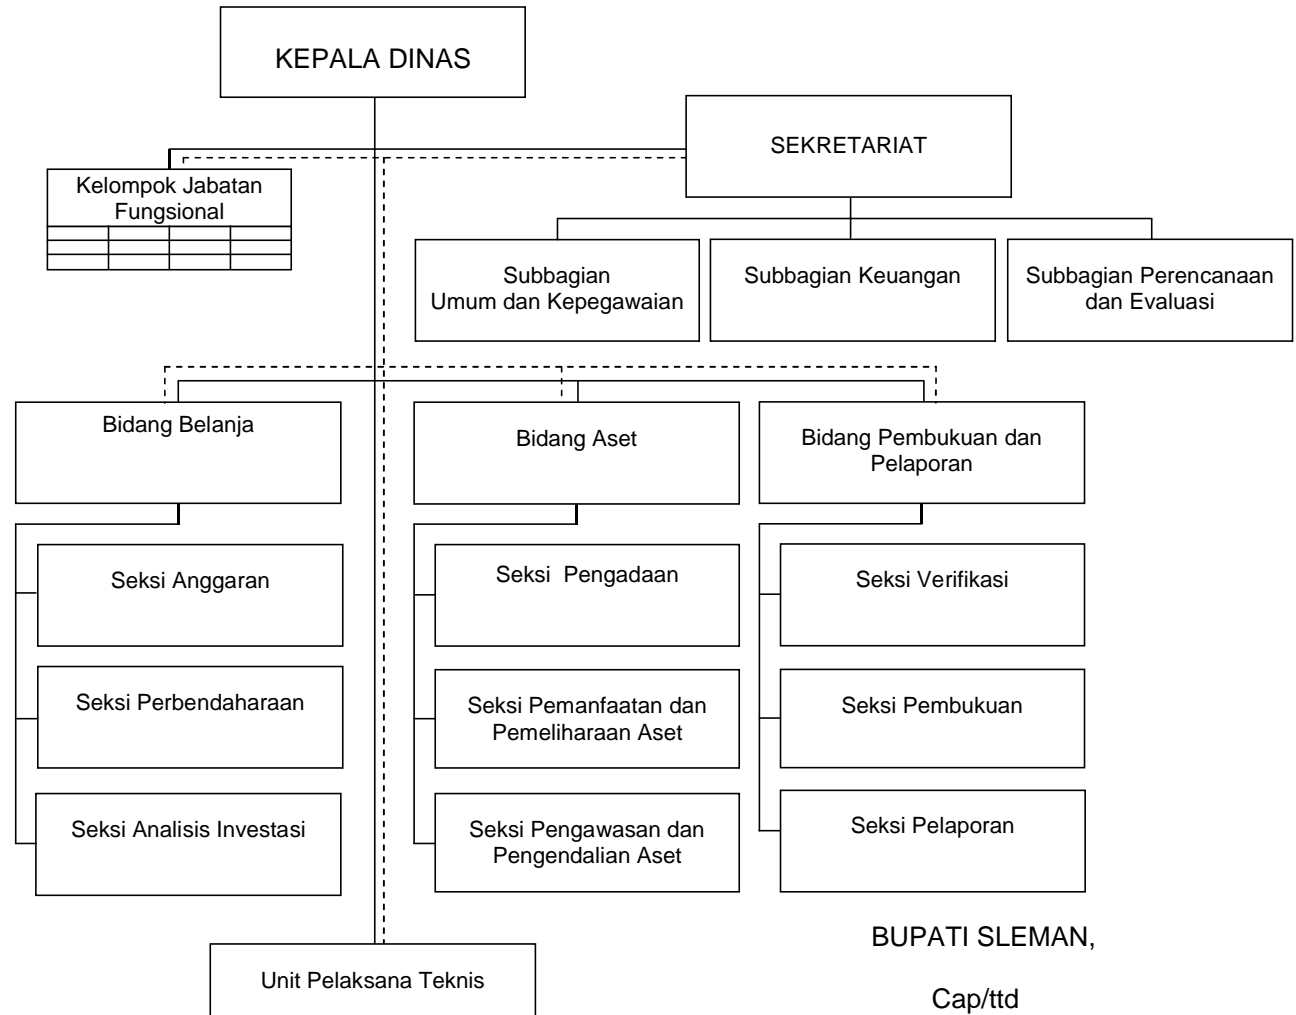 KEPALA DINAS
SEKRETARIAT
Kelompok Jabatan
Fungsional
Subbagian
Umum dan Kepegawaian
Subbagian Keuangan
Subbagian Perencanaan
dan Evaluasi
Bidang Belanja
Bidang Aset
Bidang Pembukuan dan
Pelaporan
Seksi Anggaran
Seksi Pengadaan
Seksi Verifikasi
Seksi Perbendaharaan
Seksi Pemanfaatan dan
Pemeliharaan Aset
Seksi Pembukuan
Seksi Analisis Investasi
Seksi Pengawasan dan
Pengendalian Aset
Seksi Pelaporan
Unit Pelaksana Teknis
BUPATI SLEMAN,
Cap/ttd